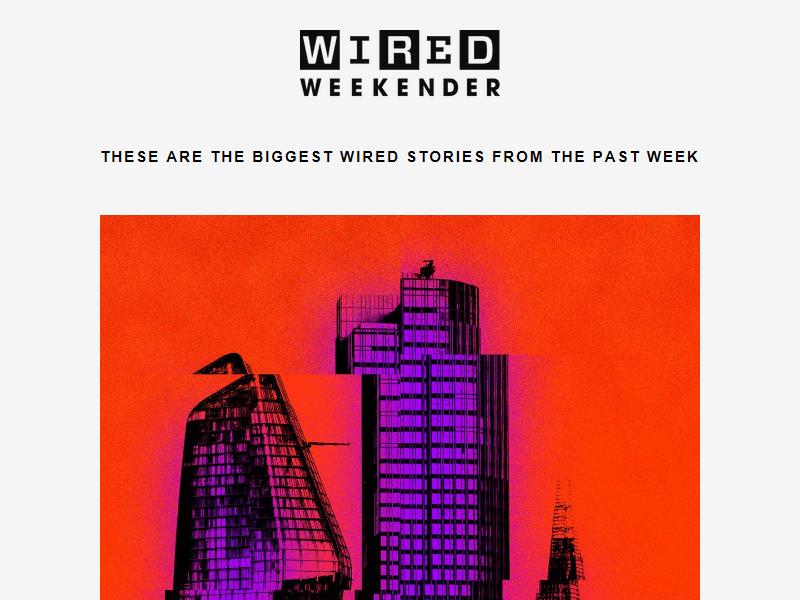 WIRED
WEEKENDER
THESE ARE THE BIGGEST WIRED STORIES FROM THE PAST WEEK